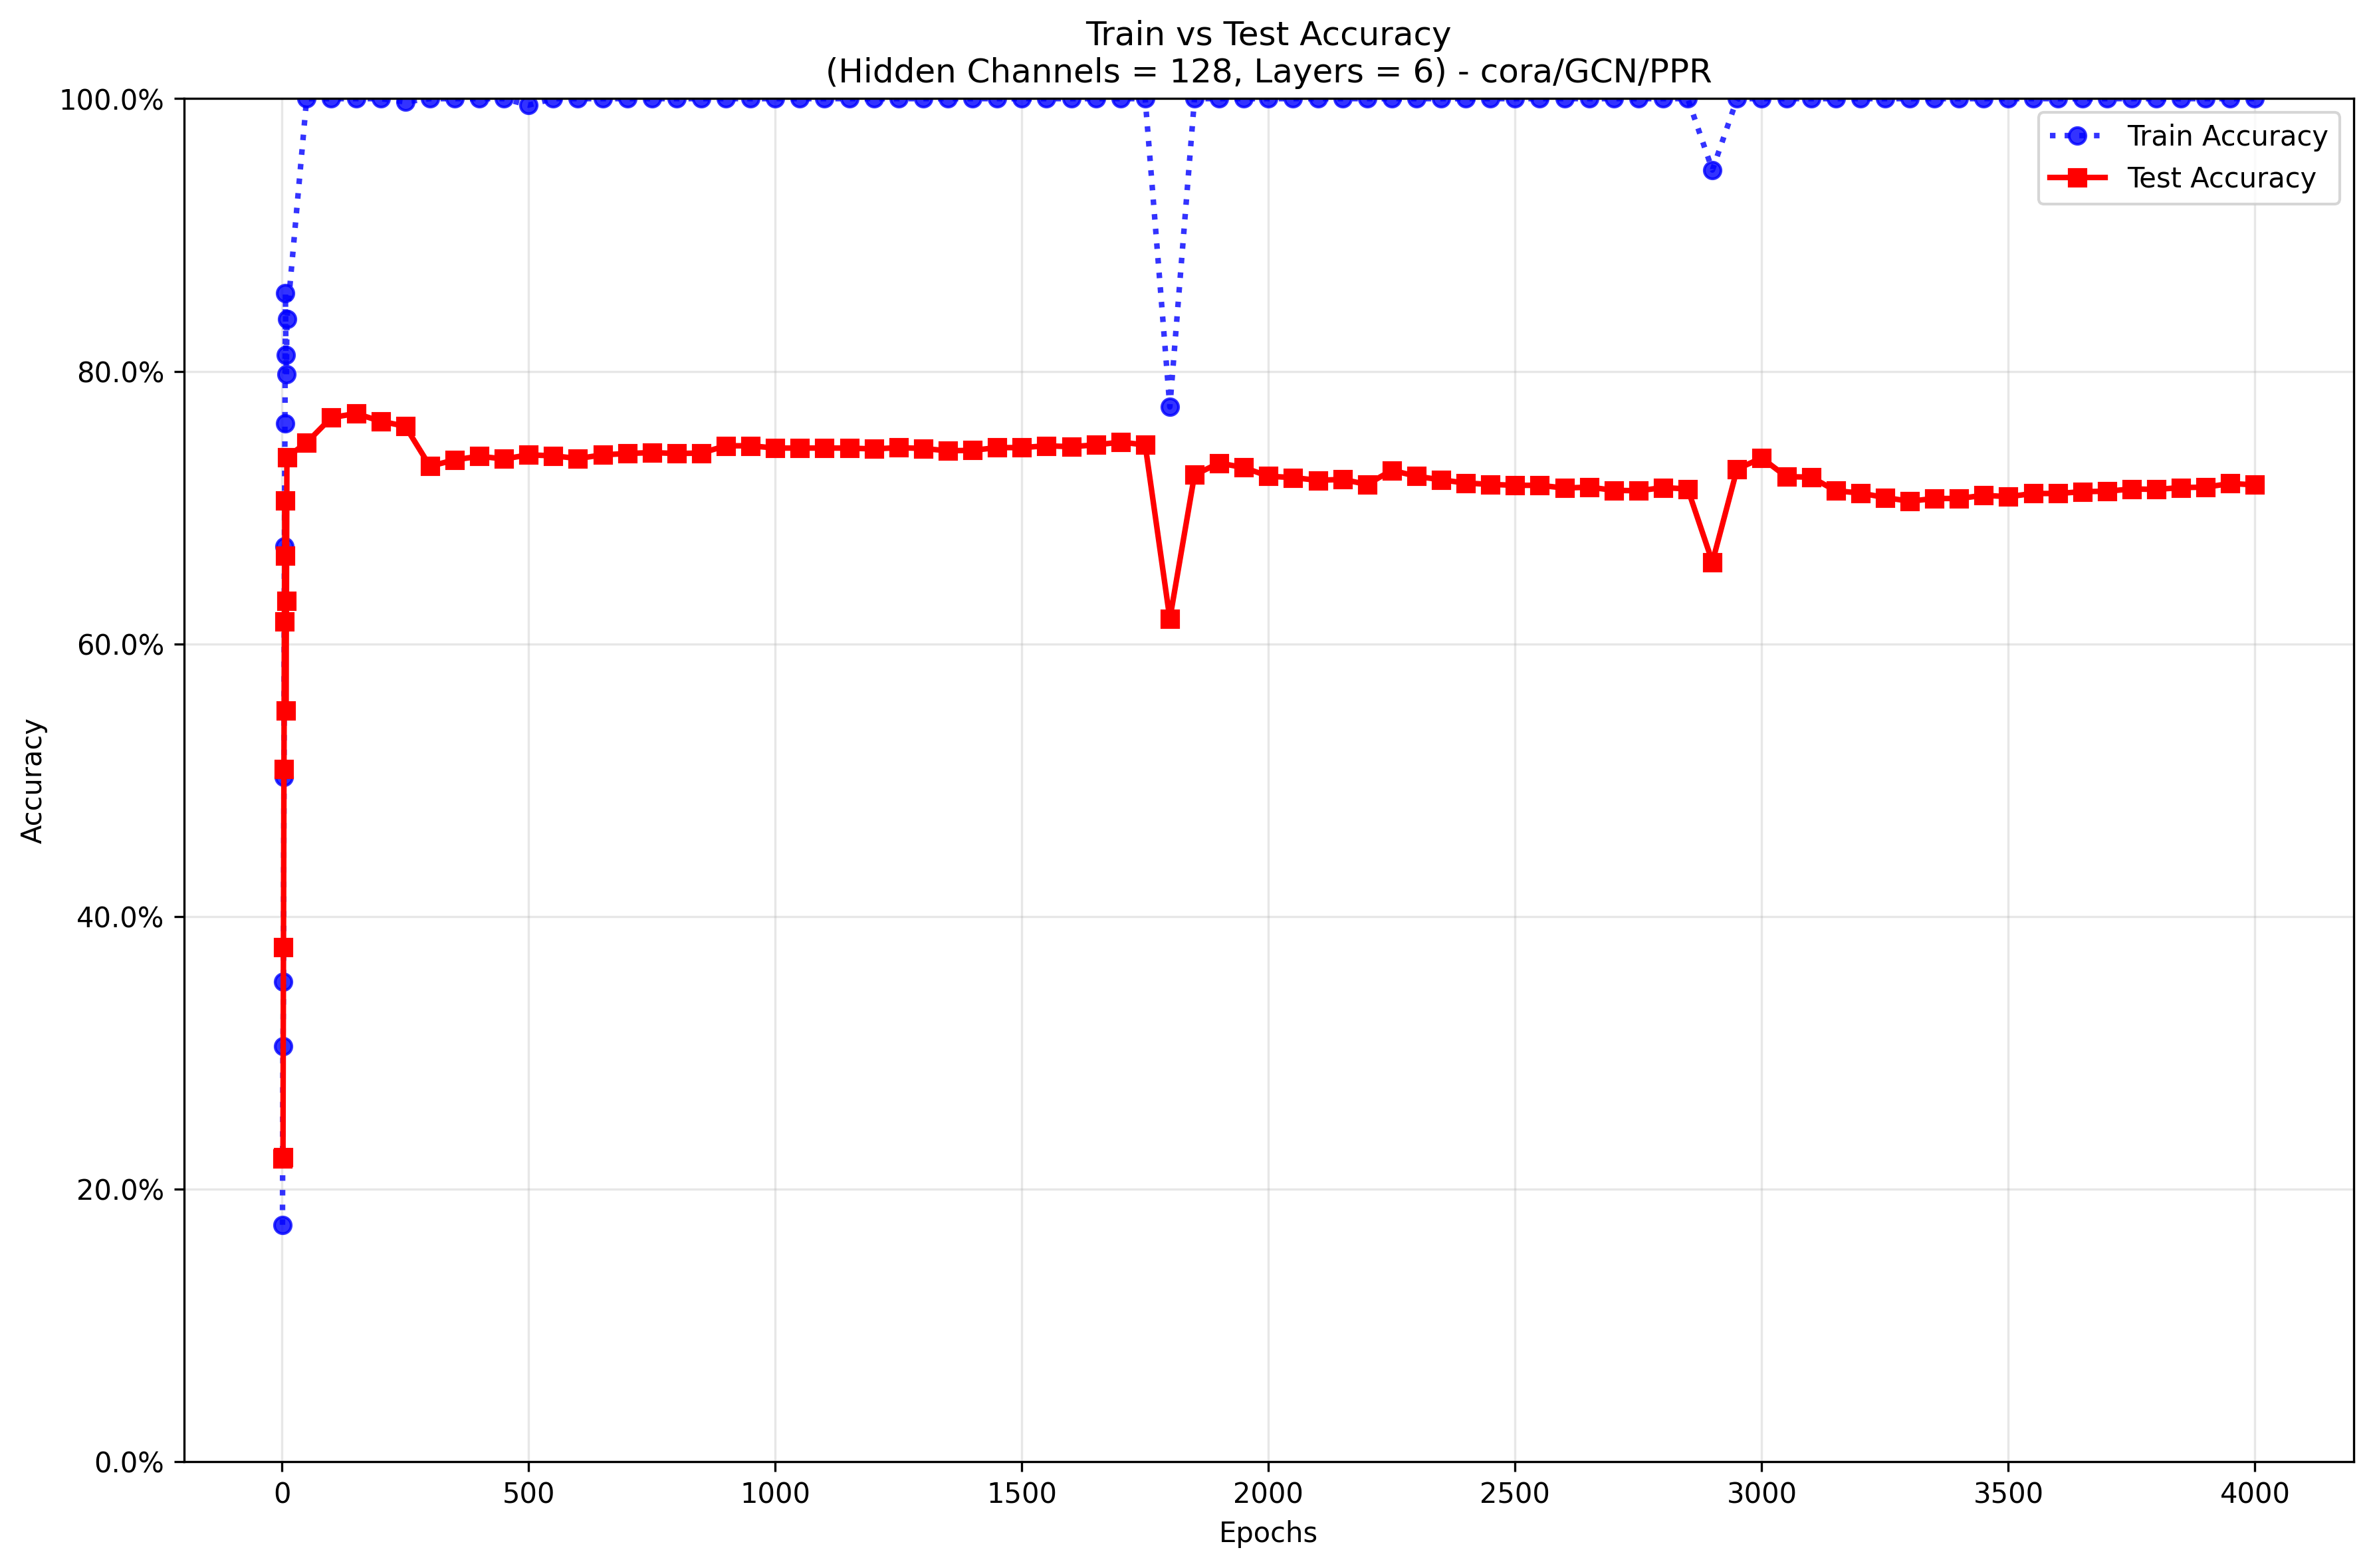 Train vs Test Accuracy
(Hidden Channels = 128, Layers = 6) - cora/GCN/PPR
100.0%
80.0%
60.0%
40.0%
20.0%
0.0%
Accuracy
Train Accuracy
Test Accuracy
0 500 1000 1500 2000 2500 3000 3500 4000
Epochs